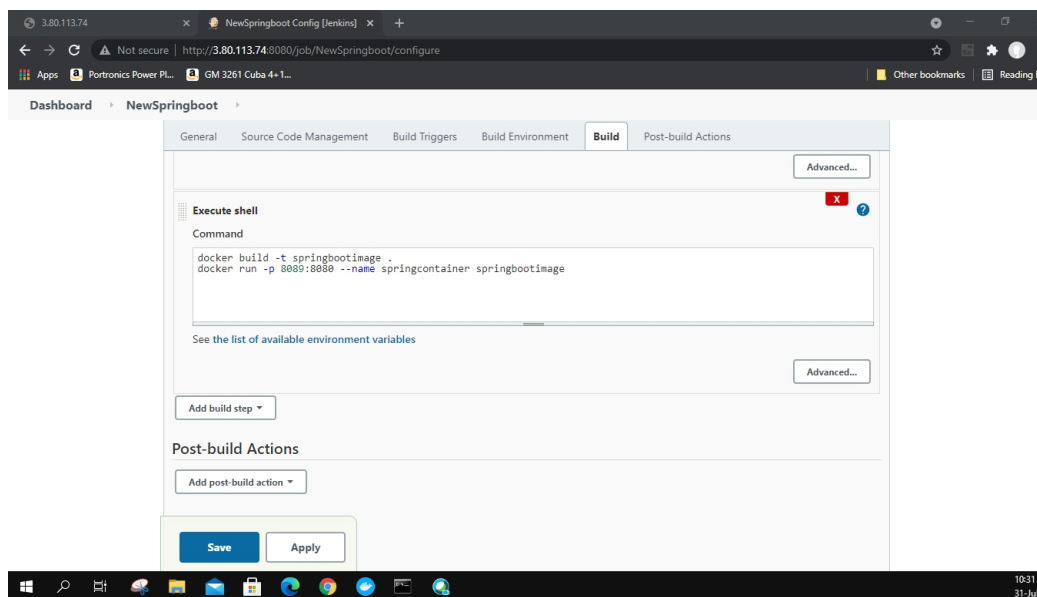 3.80.113.74
NewSpringboot Config [Jenkins]
Not secure | http://3.80.113.74:8080/job/NewSpringboot/configure
Apps
Portronics Power Pl...
GM 3261 Cuba 4+1...
Other bookmarks
Reading
Dashboard
NewSpringboot
General
Source Code Management
Build Triggers
Build Environment
Build
Post-build Actions
Advanced...
X
?
Execute shell
Command
docker build -t springbootimage .
docker run -p 8089:8080 --name springcontainer springbootimage
See the list of available environment variables
Advanced...
Add build step
Post-build Actions
Add post-build action
Save
Apply
10:31
31-Ju